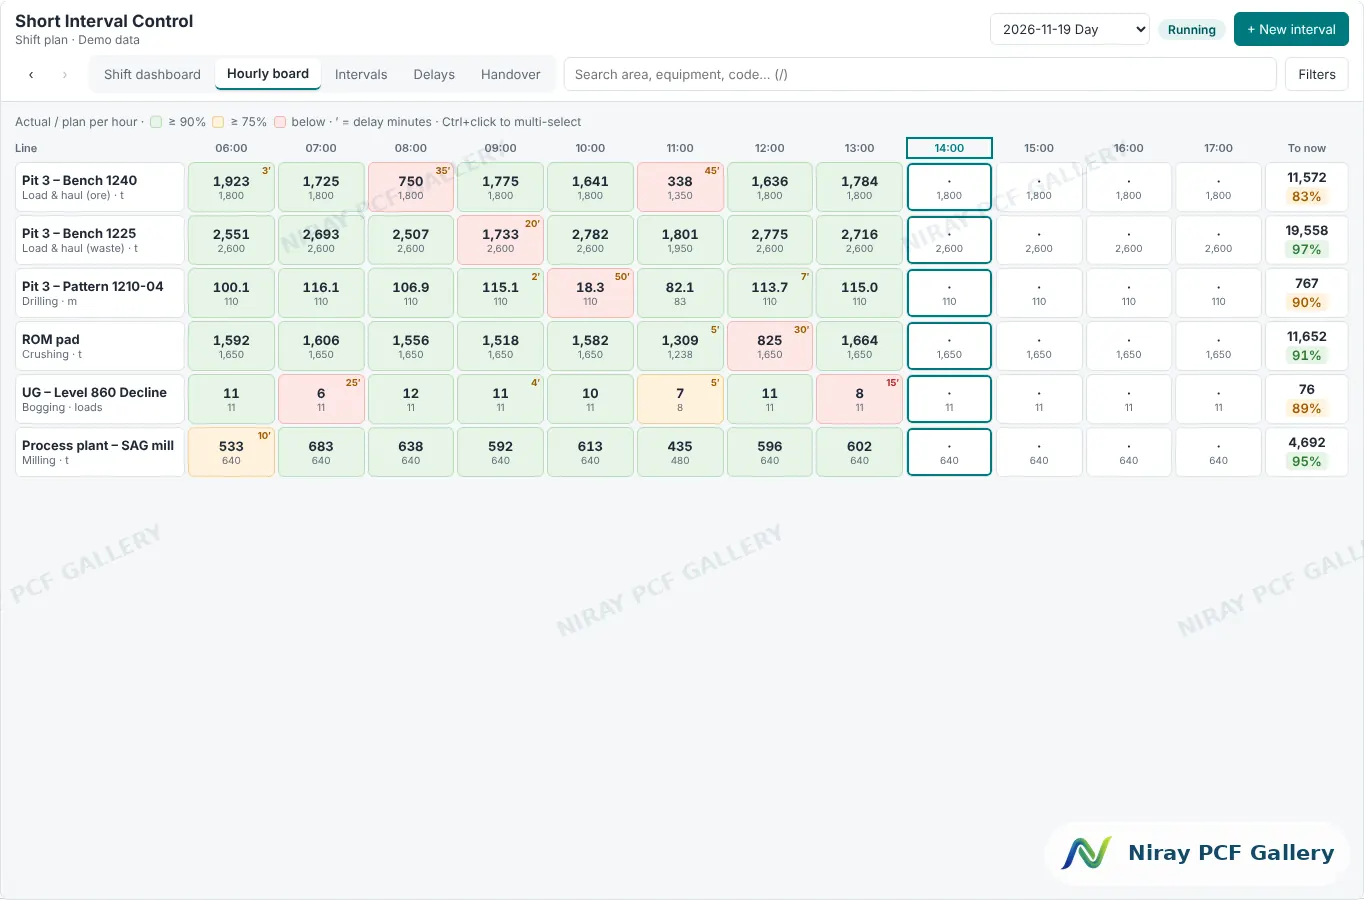 Short Interval Control
Shift plan · Demo data
2026-11-19 Day
Running
+ New interval
‹ ›
Shift dashboard Hourly board Intervals Delays Handover
Search area, equipment, code... (/)
Filters
Actual / plan per hour · ≥ 90% ≥ 75% below · ′ = delay minutes · Ctrl+click to multi-select
Line 06:00 07:00 08:00 09:00 10:00 11:00 12:00 13:00 14:00 15:00 16:00 17:00 To now
3′ 35′ 45′
Pit 3 – Bench 1240 1,923 1,725 750 1,775 1,641 338 1,636 1,784 · · · · 11,572
Load & haul (ore) · t 1,800 1,800 1,800 1,800 1,800 1,350 1,800 1,800 1,800 1,800 1,800 1,800 83%
20′
Pit 3 – Bench 1225 2,551 2,693 2,507 1,733 2,782 1,801 2,775 2,716 · · · · 19,558
Load & haul (waste) · t 2,600 2,600 2,600 2,600 2,600 1,950 2,600 2,600 2,600 2,600 2,600 2,600 97%
2′ 50′ 7′
Pit 3 – Pattern 1210-04 100.1 116.1 106.9 115.1 18.3 82.1 113.7 115.0 · · · · 767
Drilling · m 110 110 110 110 110 83 110 110 110 110 110 110 90%
5′ 30′
ROM pad 1,592 1,606 1,556 1,518 1,582 1,309 825 1,664 · · · · 11,652
Crushing · t 1,650 1,650 1,650 1,650 1,650 1,238 1,650 1,650 1,650 1,650 1,650 1,650 91%
25′ 4′ 5′ 15′
UG – Level 860 Decline 11 6 12 11 10 7 11 8 · · · · 76
Bogging · loads 11 11 11 11 11 8 11 11 11 11 11 11 89%
10′
Process plant – SAG mill 533 683 638 592 613 435 596 602 · · · · 4,692
Milling · t 640 640 640 640 640 480 640 640 640 640 640 640 95%
NIRAY PCF GALLERY
NIRAY PCF GALLERY
PCF GALLERY
NIRAY PCF GALLERY
NIRAY PCF GALL
Niray PCF Gallery